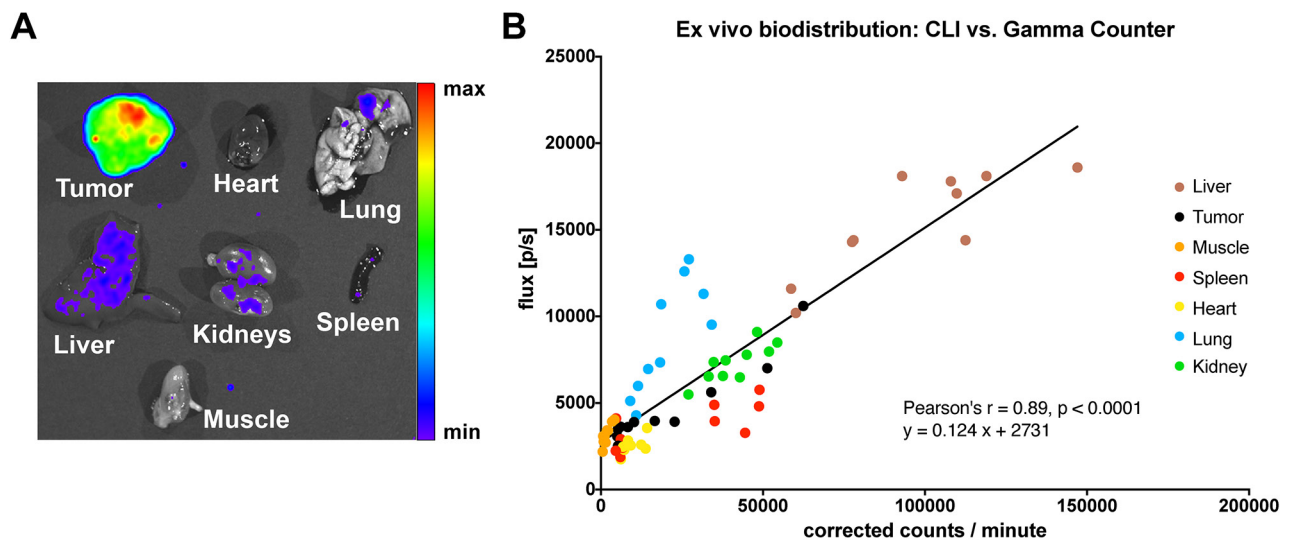 A
max
Tumor
Heart
Lung
Liver
Kidneys
Spleen
Muscle
min
B
Ex vivo biodistribution: CLI vs. Gamma Counter
25000
20000
15000
10000
5000
0
flux [p/s]
0
50000
100000
150000
200000
corrected counts / minute
Pearson's r = 0.89, p < 0.0001
y = 0.124 x + 2731
Liver
Tumor
Muscle
Spleen
Heart
Lung
Kidney